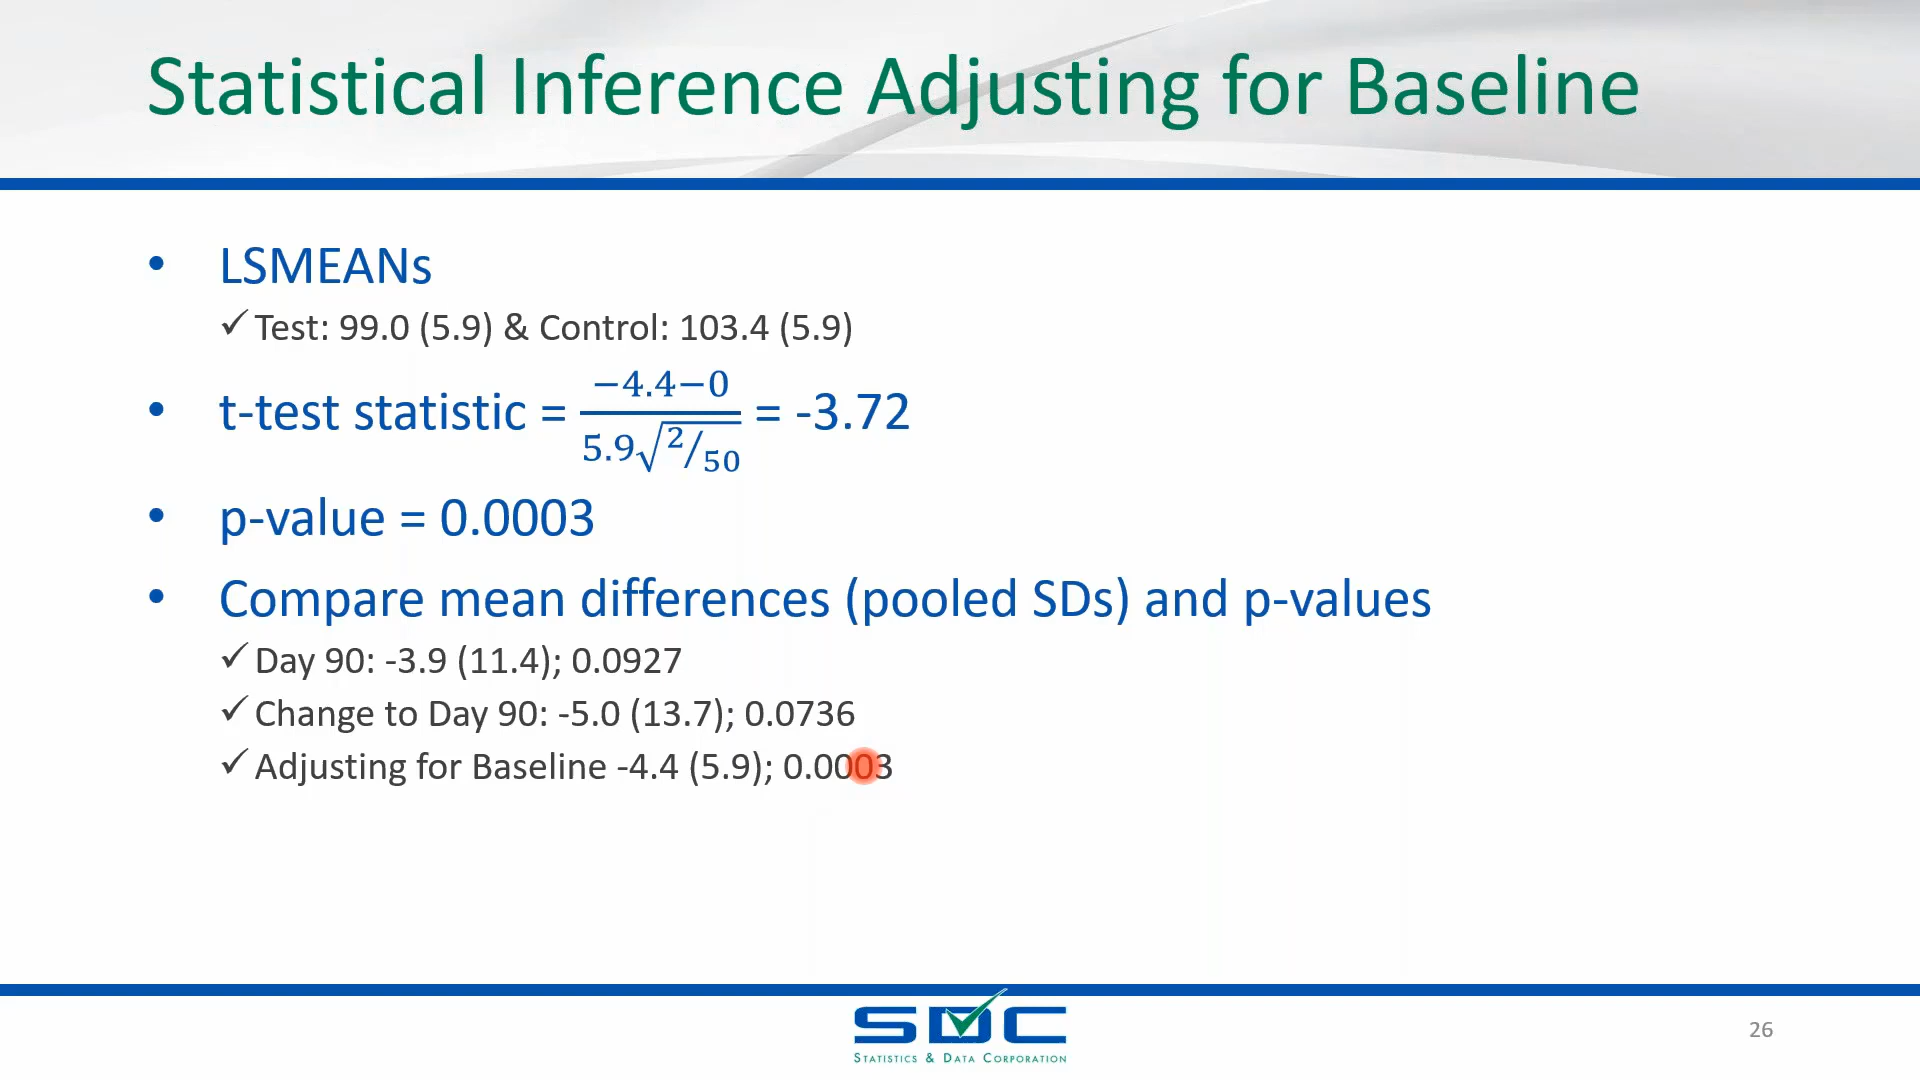 Statistical Inference Adjusting for Baseline
• LSMEANs
✓ Test: 99.0 (5.9) & Control: 103.4 (5.9)
• t-test statistic = \frac{-4.4-0}{5.9\sqrt{2/50}} = -3.72
• p-value = 0.0003
• Compare mean differences (pooled SDs) and p-values
✓ Day 90: -3.9 (11.4); 0.0927
✓ Change to Day 90: -5.0 (13.7); 0.0736
✓ Adjusting for Baseline -4.4 (5.9); 0.0003
SDC
STATISTICS & DATA CORPORATION
26